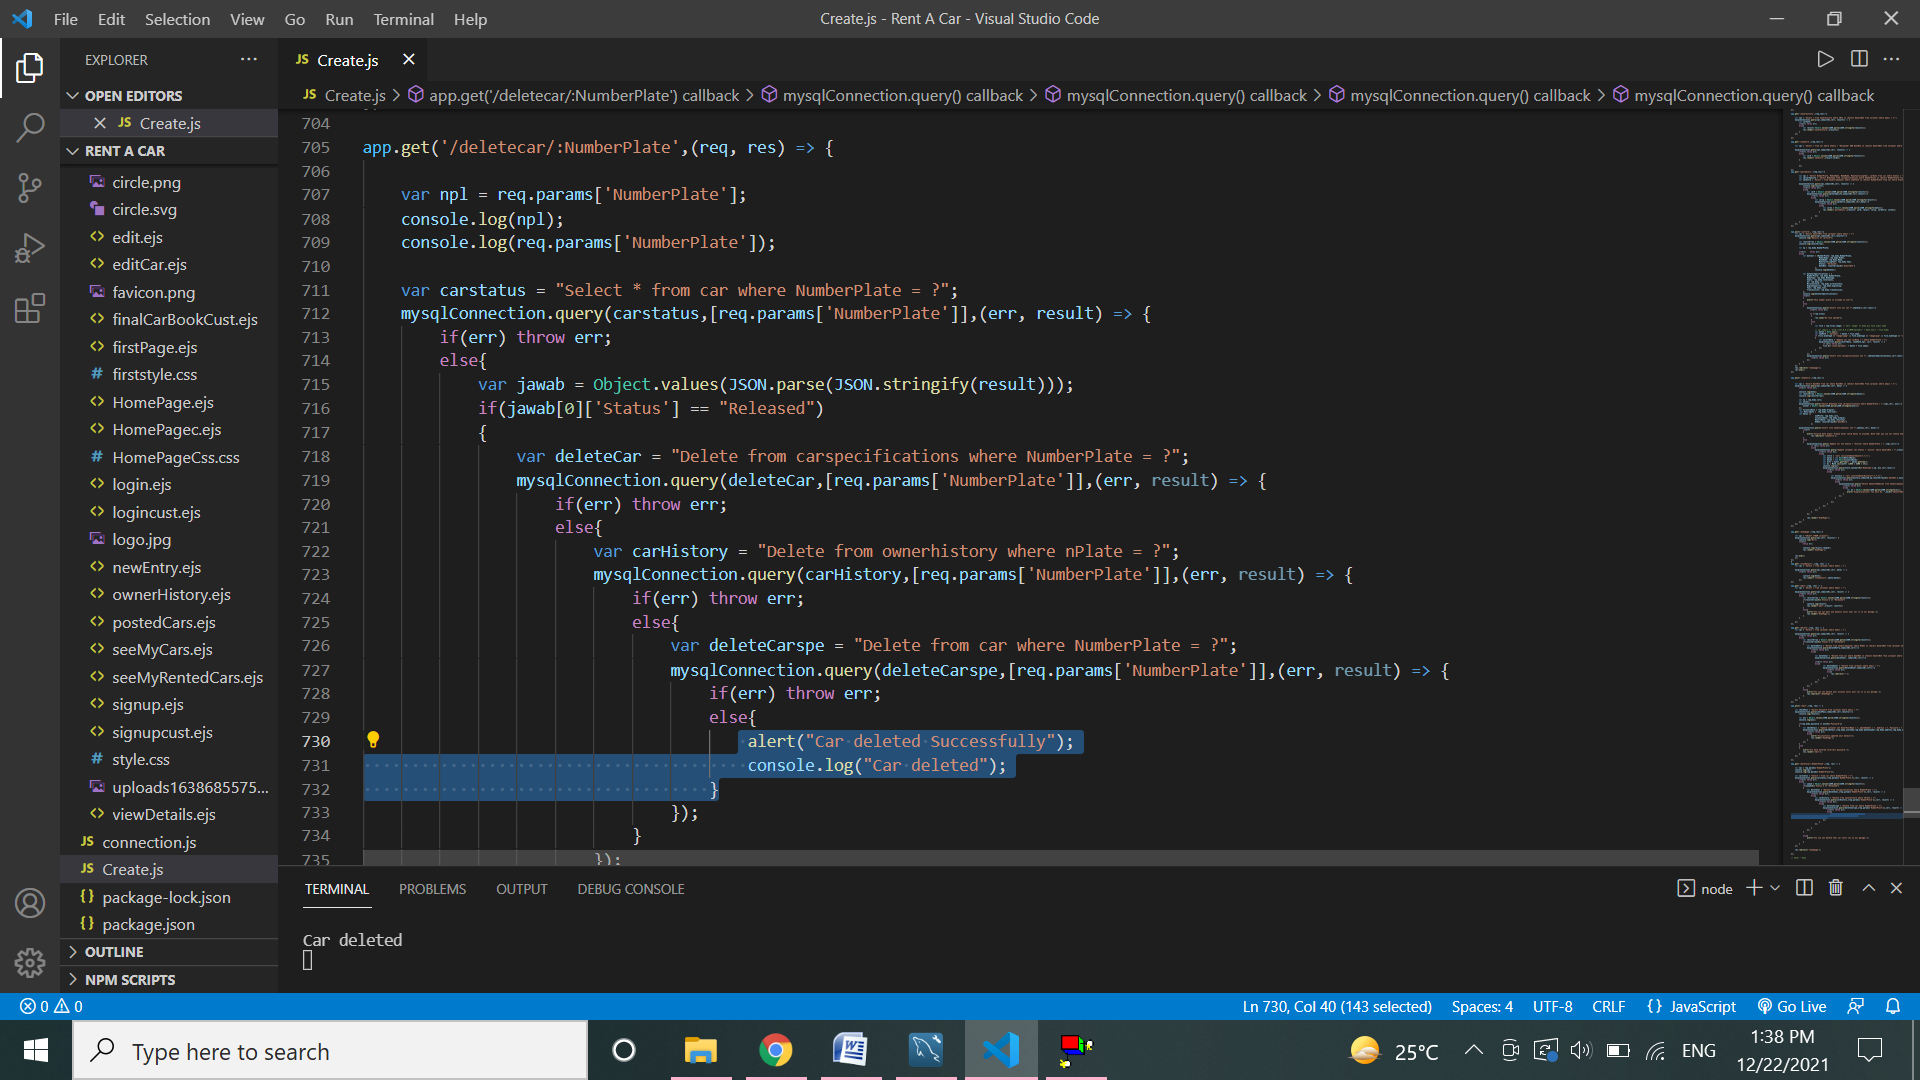 File Edit Selection View Go Run Terminal Help
Create.js - Rent A Car - Visual Studio Code
EXPLORER
OPEN EDITORS
JS Create.js
RENT A CAR
circle.png
circle.svg
edit.ejs
editCar.ejs
favicon.png
finalCarBookCust.ejs
firstPage.ejs
# firststyle.css
HomePage.ejs
HomePagec.ejs
# HomePageCss.css
login.ejs
logincust.ejs
logo.jpg
newEntry.ejs
ownerHistory.ejs
postedCars.ejs
seeMyCars.ejs
seeMyRentedCars.ejs
signup.ejs
signupcust.ejs
# style.css
uploads1638685575...
viewDetails.ejs
JS connection.js
JS Create.js
{} package-lock.json
{} package.json
OUTLINE
NPM SCRIPTS
JS Create.js
JS Create.js > app.get('/deletecar/:NumberPlate') callback > mysqlConnection.query() callback > mysqlConnection.query() callback > mysqlConnection.query() callback > mysqlConnection.query() callback
704
705 app.get('/deletecar/:NumberPlate',(req, res) => {
706
707 var npl = req.params['NumberPlate'];
708 console.log(npl);
709 console.log(req.params['NumberPlate']);
710
711 var carstatus = "Select * from car where NumberPlate = ?";
712 mysqlConnection.query(carstatus,[req.params['NumberPlate']],(err, result) => {
713 if(err) throw err;
714 else{
715 var jawab = Object.values(JSON.parse(JSON.stringify(result)));
716 if(jawab[0]['Status'] == "Released")
717 {
718 var deleteCar = "Delete from carspecifications where NumberPlate = ?";
719 mysqlConnection.query(deleteCar,[req.params['NumberPlate']],(err, result) => {
720 if(err) throw err;
721 else{
722 var carHistory = "Delete from ownerhistory where nPlate = ?";
723 mysqlConnection.query(carHistory,[req.params['NumberPlate']],(err, result) => {
724 if(err) throw err;
725 else{
726 var deleteCarspe = "Delete from car where NumberPlate = ?";
727 mysqlConnection.query(deleteCarspe,[req.params['NumberPlate']],(err, result) => {
728 if(err) throw err;
729 else{
730 alert("Car deleted Successfully");
731 console.log("Car deleted");
732 }
733 });
734 }
735 });
TERMINAL PROBLEMS OUTPUT DEBUG CONSOLE
node
Car deleted
0 0
Ln 730, Col 40 (143 selected) Spaces: 4 UTF-8 CRLF {} JavaScript Go Live
Type here to search
25°C
ENG
1:38 PM
12/22/2021